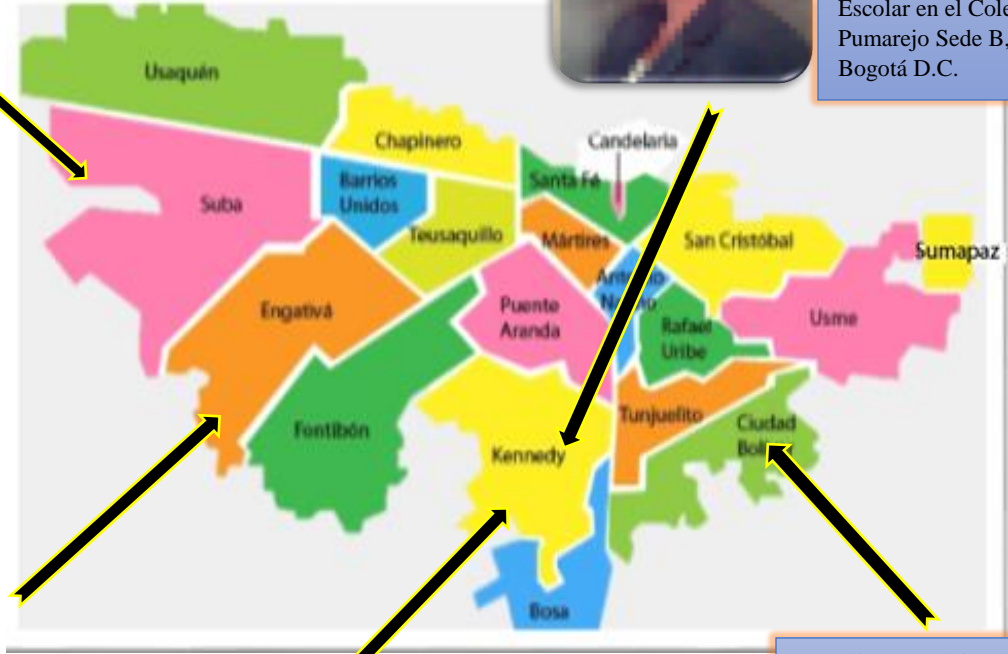 Escolar en el Cole
Pumarejo Sede B,
Bogotá D.C.
Usaquén
Chapinero
Candelaria
Suba
Barrios
Unidos
Santa Fé
Teusaquillo
Mártires
San Cristóbal
Sumapaz
Engativá
Puente
Aranda
Rafael
Uribe
Usme
Fontibón
Kennedy
Tunjuelito
Ciudad
Bosa